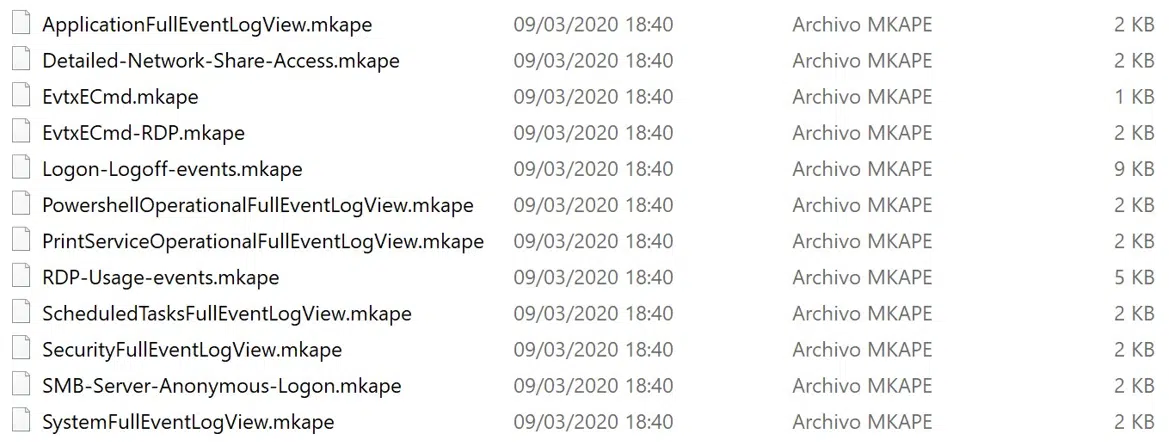 ApplicationFullEventLogView.mkape 09/03/2020 18:40 Archivo MKAPE 2 KB
Detailed-Network-Share-Access.mkape 09/03/2020 18:40 Archivo MKAPE 2 KB
EvtxECmd.mkape 09/03/2020 18:40 Archivo MKAPE 1 KB
EvtxECmd-RDP.mkape 09/03/2020 18:40 Archivo MKAPE 2 KB
Logon-Logoff-events.mkape 09/03/2020 18:40 Archivo MKAPE 9 KB
PowershellOperationalFullEventLogView.mkape 09/03/2020 18:40 Archivo MKAPE 2 KB
PrintServiceOperationalFullEventLogView.mkape 09/03/2020 18:40 Archivo MKAPE 2 KB
RDP-Usage-events.mkape 09/03/2020 18:40 Archivo MKAPE 5 KB
ScheduledTasksFullEventLogView.mkape 09/03/2020 18:40 Archivo MKAPE 2 KB
SecurityFullEventLogView.mkape 09/03/2020 18:40 Archivo MKAPE 2 KB
SMB-Server-Anonymous-Logon.mkape 09/03/2020 18:40 Archivo MKAPE 2 KB
SystemFullEventLogView.mkape 09/03/2020 18:40 Archivo MKAPE 2 KB